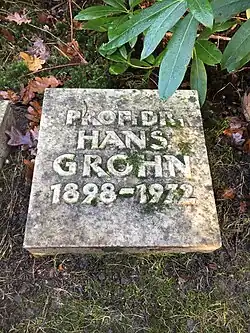 PROF. DR.
HANS
GROHN
1898-1972